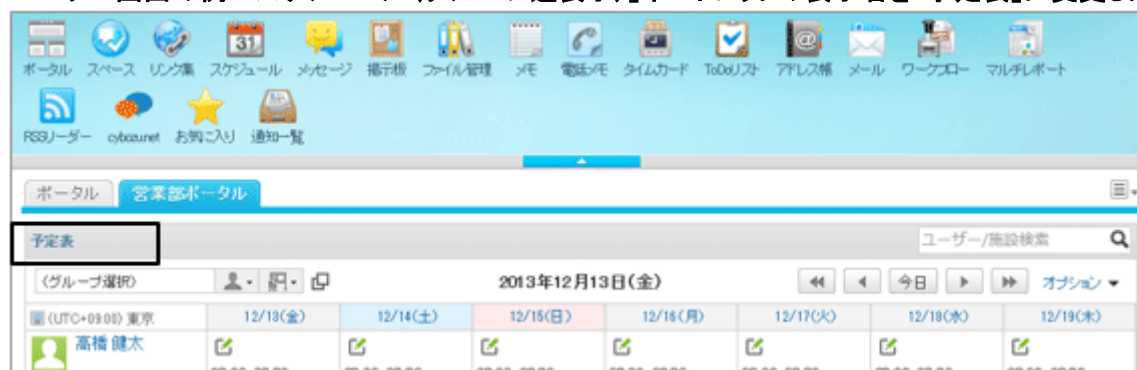 ポータル スペース リンク集 スケジュール メッセージ 掲示板 ファイル管理 メモ 電話メモ タイムカード ToDoリスト アドレス帳 メール ワークフロー マルチレポート
31
RSSリーダー cybozunet お気に入り 通知一覧
ポータル 営業部ポータル
予定表 ユーザー/施設検索
(グループ選択) 2013年12月13日(金) 今日 オプション
(UTC+09:00) 東京 12/13(金) 12/14(土) 12/15(日) 12/16(月) 12/17(火) 12/18(水) 12/19(木)
高橋 健太